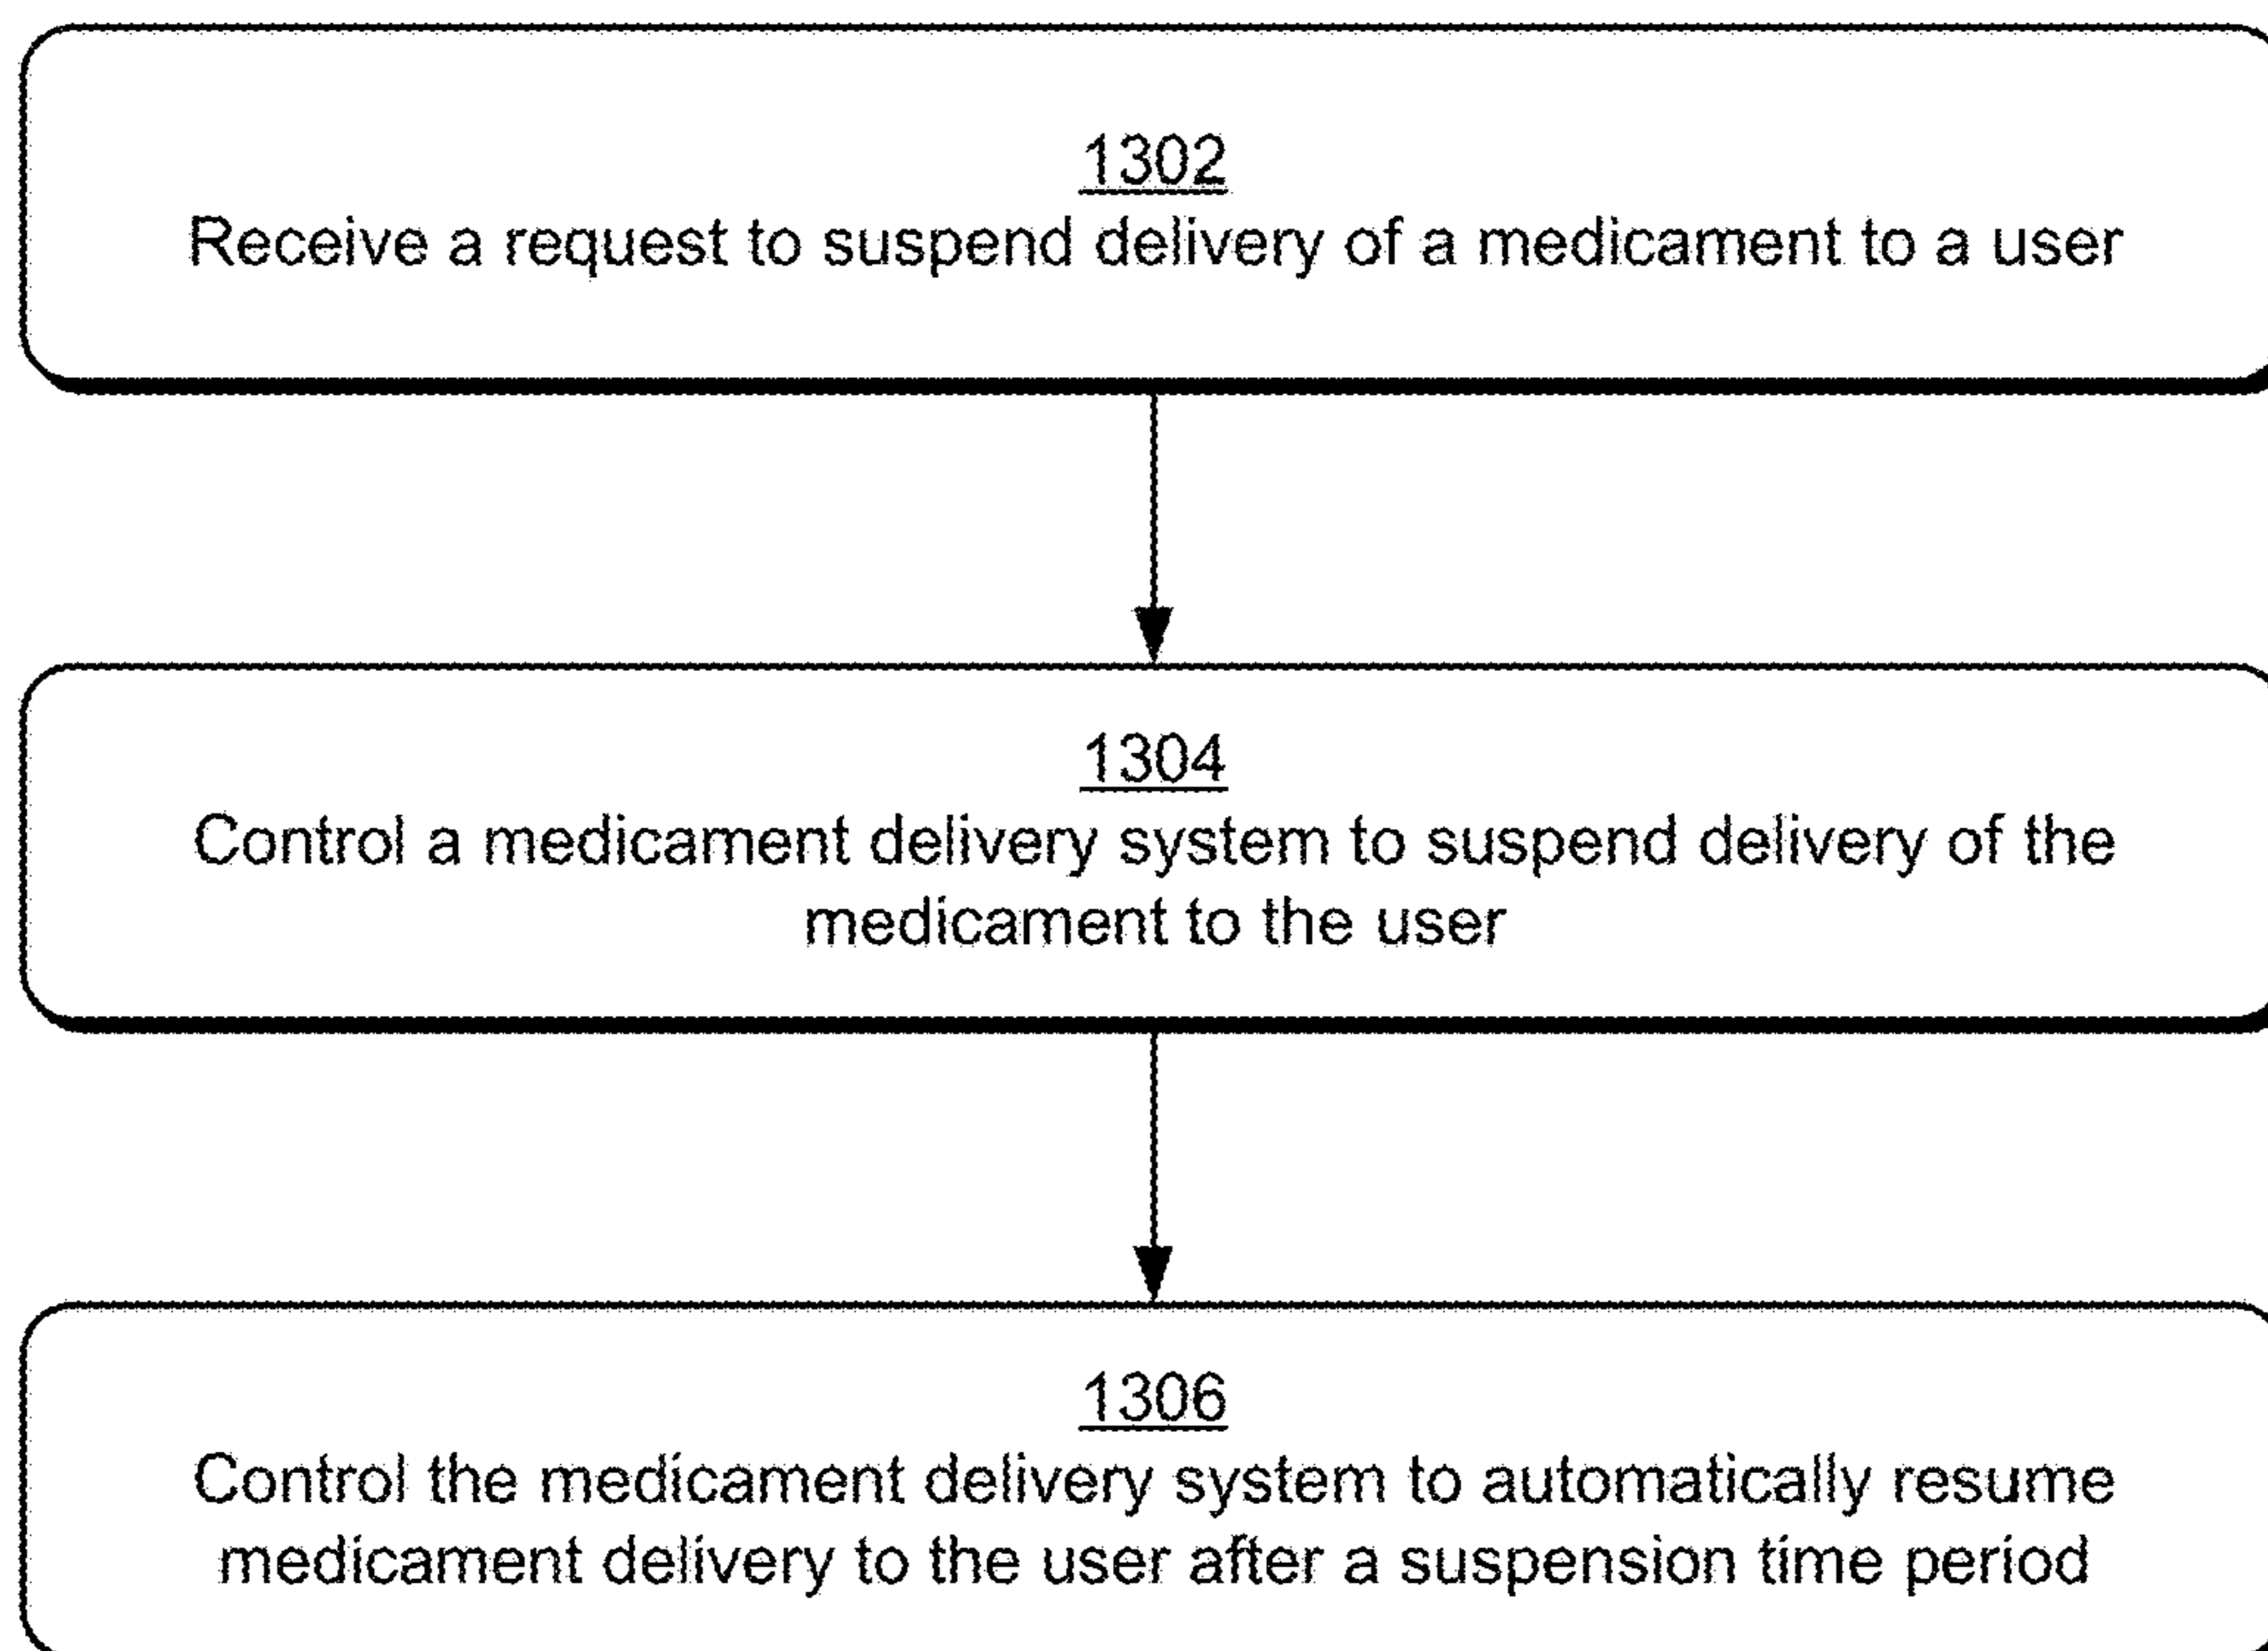 1302
Receive a request to suspend delivery of a medicament to a user
1304
Control a medicament delivery system to suspend delivery of the
medicament to the user
1306
Control the medicament delivery system to automatically resume
medicament delivery to the user after a suspension time period